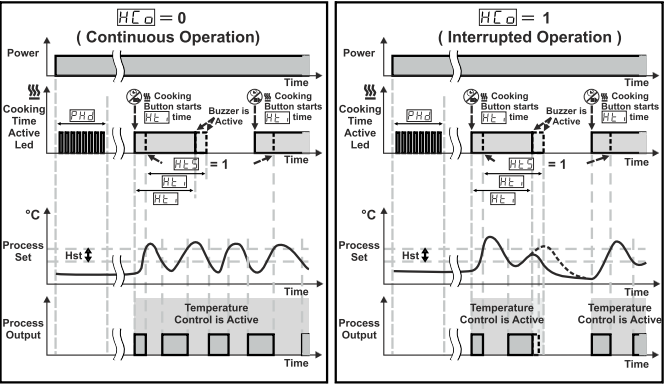 HCo = 0
( Continuous Operation)
Power
Time
Cooking
Time
Active
Led
PHd
Cooking
Button starts
Ht i time
Buzzer is
Active
Cooking
Button starts
Ht i time
HtS = 1
Ht i
Ht i
Time
°C
Process
Set
Hst
Time
Process
Output
Temperature
Control is Active
Time
HCo = 1
( Interrupted Operation )
Power
Time
Cooking
Time
Active
Led
PHd
Cooking
Button starts
Ht i time
Buzzer is
Active
Cooking
Button starts
Ht i time
HtS = 1
Ht i
Ht i
Time
°C
Process
Set
Hst
Time
Process
Output
Temperature
Control is Active
Temperature
Control is Active
Time